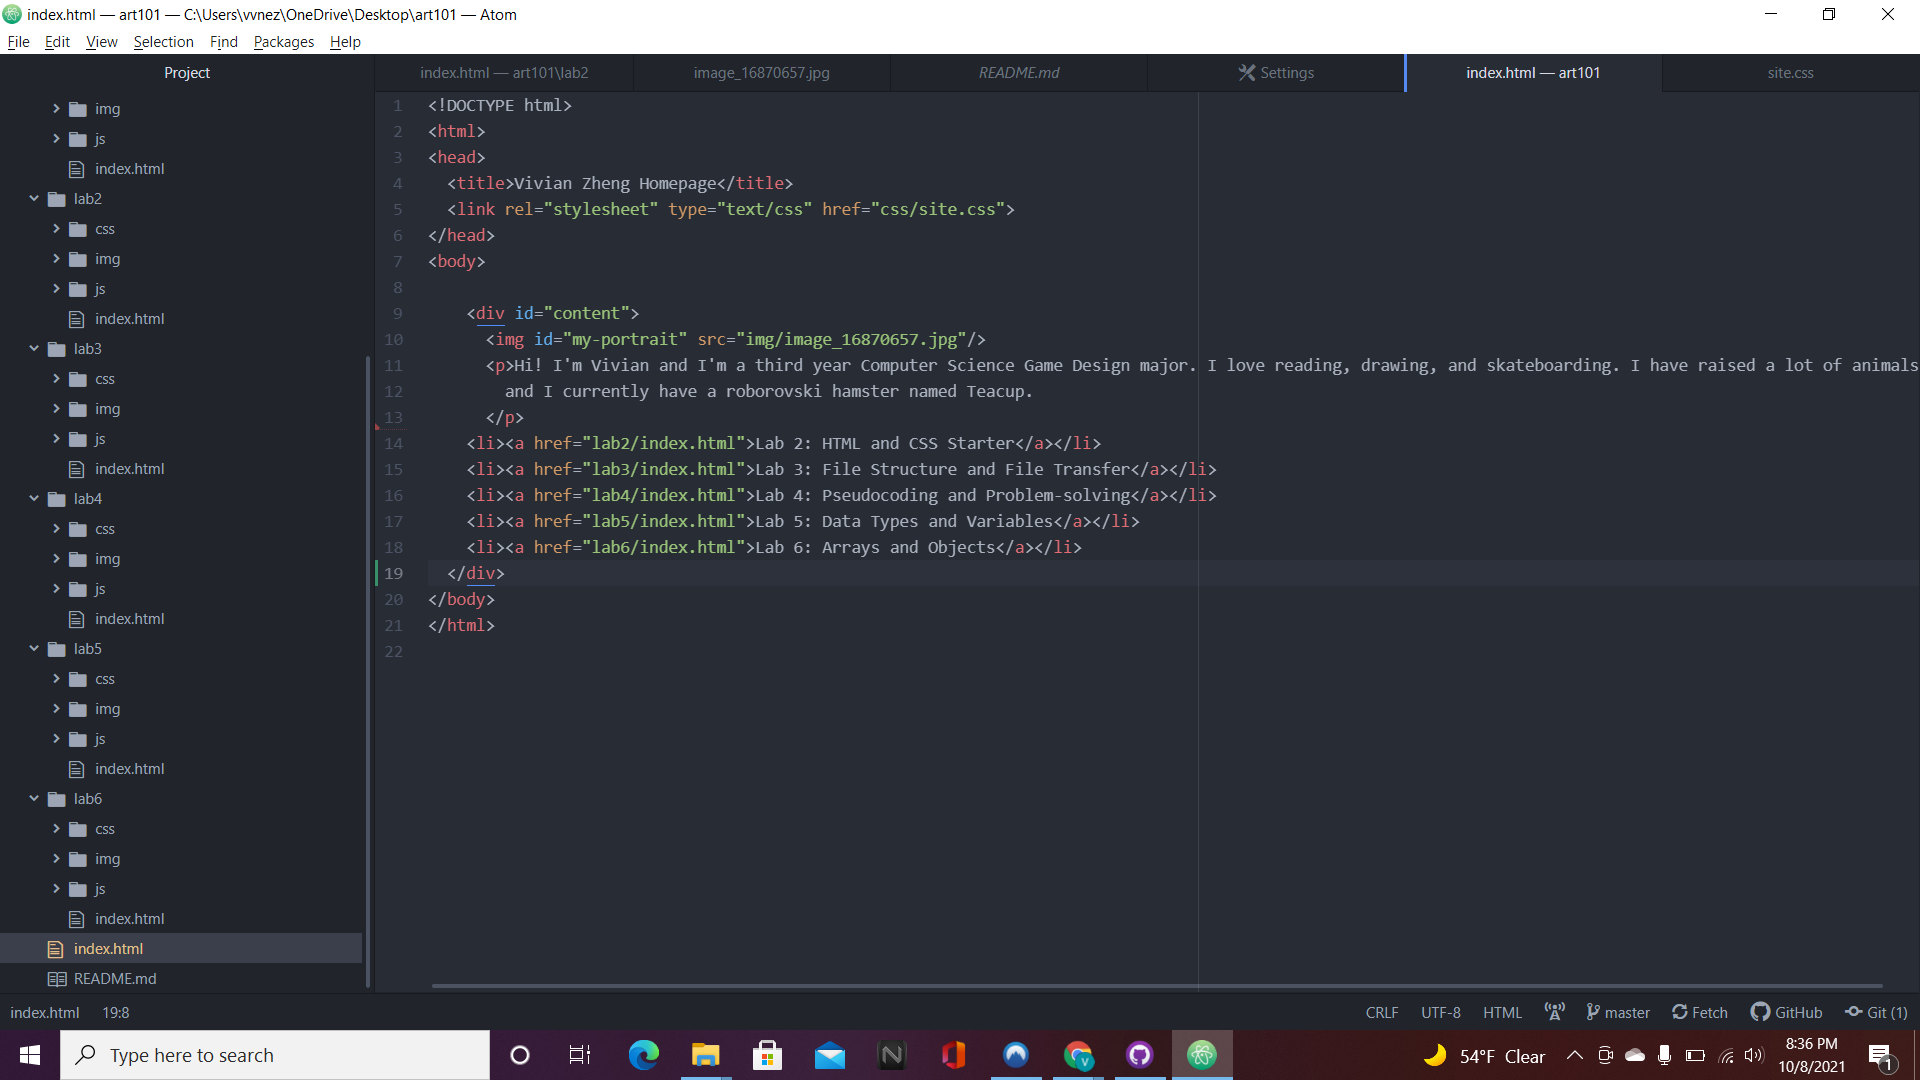 index.html — art101 — C:\Users\vvnez\OneDrive\Desktop\art101 — Atom
File Edit View Selection Find Packages Help
Project
img
js
index.html
lab2
css
img
js
index.html
lab3
css
img
js
index.html
lab4
css
img
js
index.html
lab5
css
img
js
index.html
lab6
css
img
js
index.html
index.html
README.md
index.html — art101\lab2 image_16870657.jpg README.md Settings index.html — art101 site.css
1 <!DOCTYPE html>
2 <html>
3 <head>
4   <title>Vivian Zheng Homepage</title>
5   <link rel="stylesheet" type="text/css" href="css/site.css">
6 </head>
7 <body>
8
9     <div id="content">
10       <img id="my-portrait" src="img/image_16870657.jpg"/>
11       <p>Hi! I'm Vivian and I'm a third year Computer Science Game Design major. I love reading, drawing, and skateboarding. I have raised a lot of animals
12         and I currently have a roborovski hamster named Teacup.
13       </p>
14     <li><a href="lab2/index.html">Lab 2: HTML and CSS Starter</a></li>
15     <li><a href="lab3/index.html">Lab 3: File Structure and File Transfer</a></li>
16     <li><a href="lab4/index.html">Lab 4: Pseudocoding and Problem-solving</a></li>
17     <li><a href="lab5/index.html">Lab 5: Data Types and Variables</a></li>
18     <li><a href="lab6/index.html">Lab 6: Arrays and Objects</a></li>
19   </div>
20 </body>
21 </html>
22
index.html 19:8 CRLF UTF-8 HTML master Fetch GitHub Git (1)
Type here to search
54°F Clear
8:36 PM
10/8/2021
1